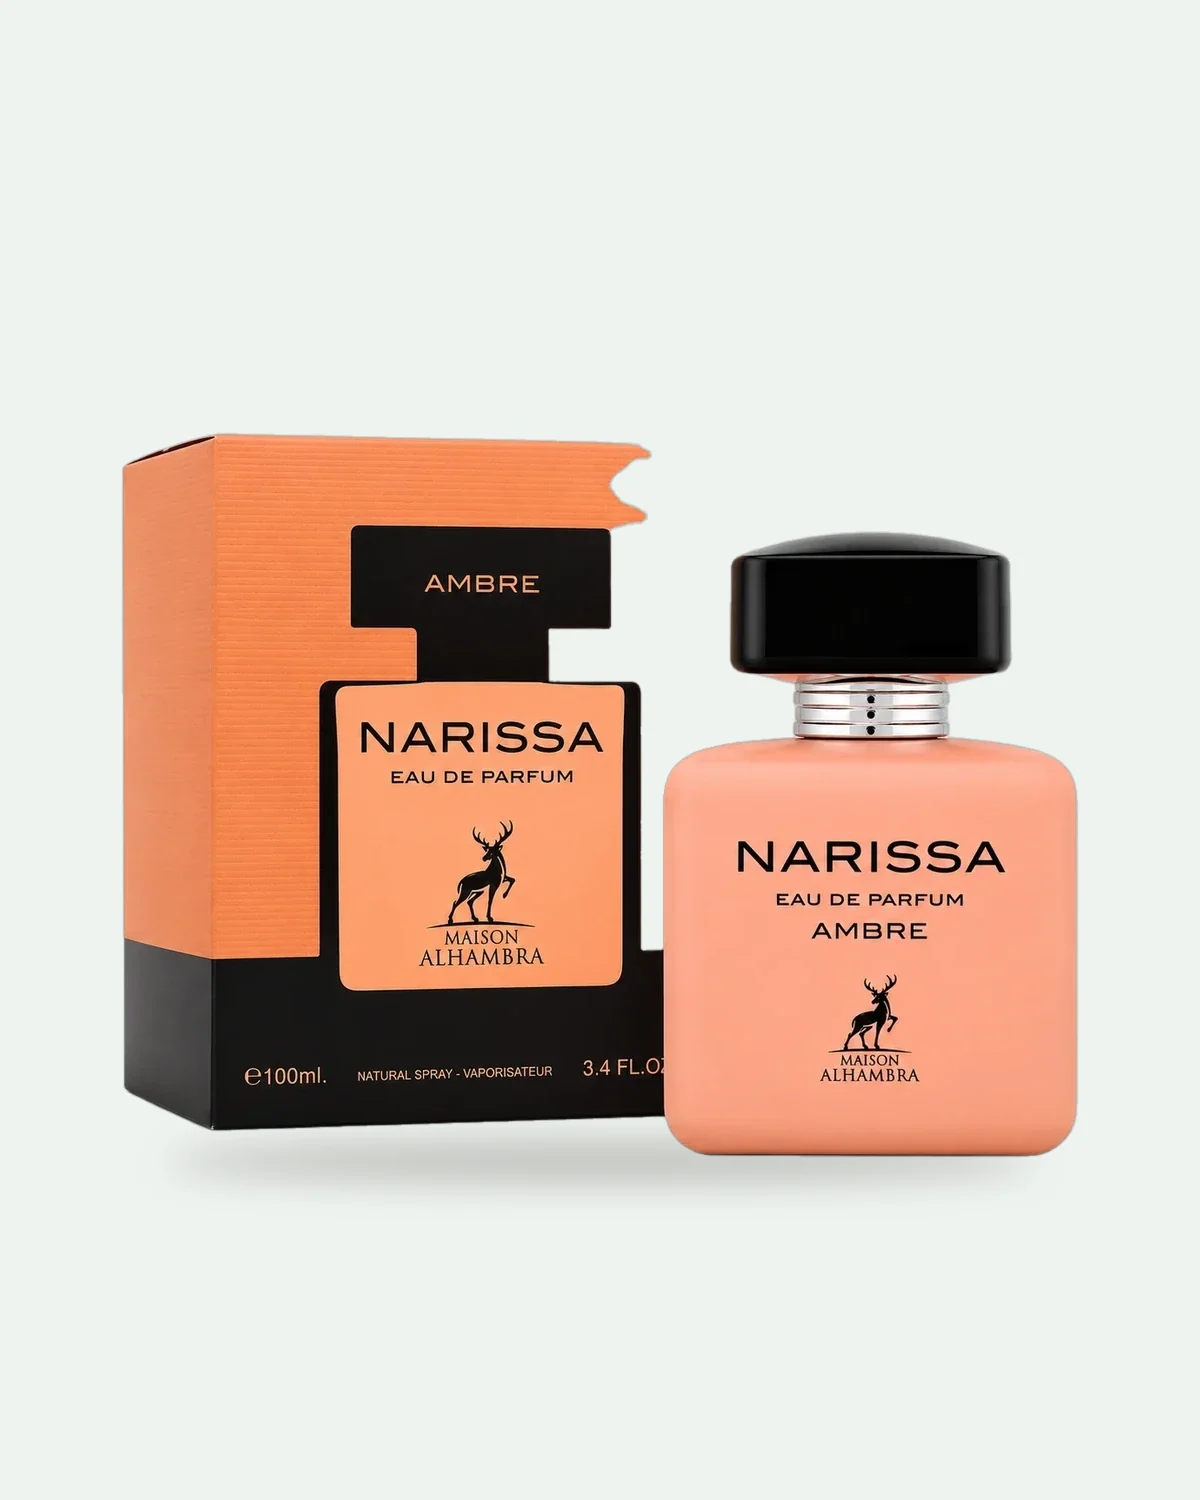 AMBRE
NARISSA
EAU DE PARFUM
MAISON
ALHAMBRA
℮100ml.
NATURAL SPRAY - VAPORISATEUR
3.4 FL.OZ
NARISSA
EAU DE PARFUM
AMBRE
MAISON
ALHAMBRA